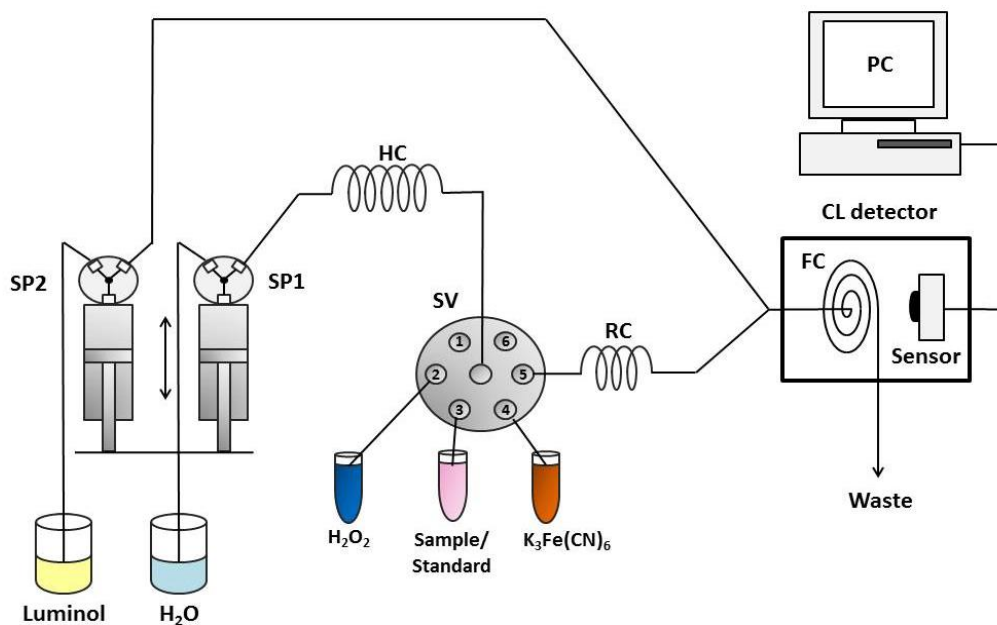 PC
HC
CL detector
FC
SP2
SP1
SV
RC
Sensor
1
6
2
5
3
4
Waste
H₂O₂
Sample/
Standard
K₃Fe(CN)₆
Luminol
H₂O